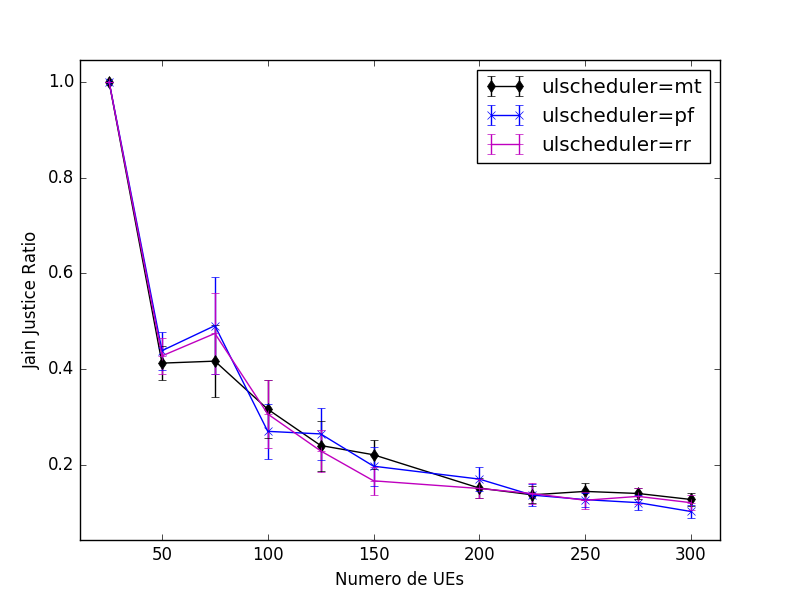 ulscheduler=mt
ulscheduler=pf
ulscheduler=rr
Jain Justice Ratio
1.0
0.8
0.6
0.4
0.2
50 100 150 200 250 300
Numero de UEs